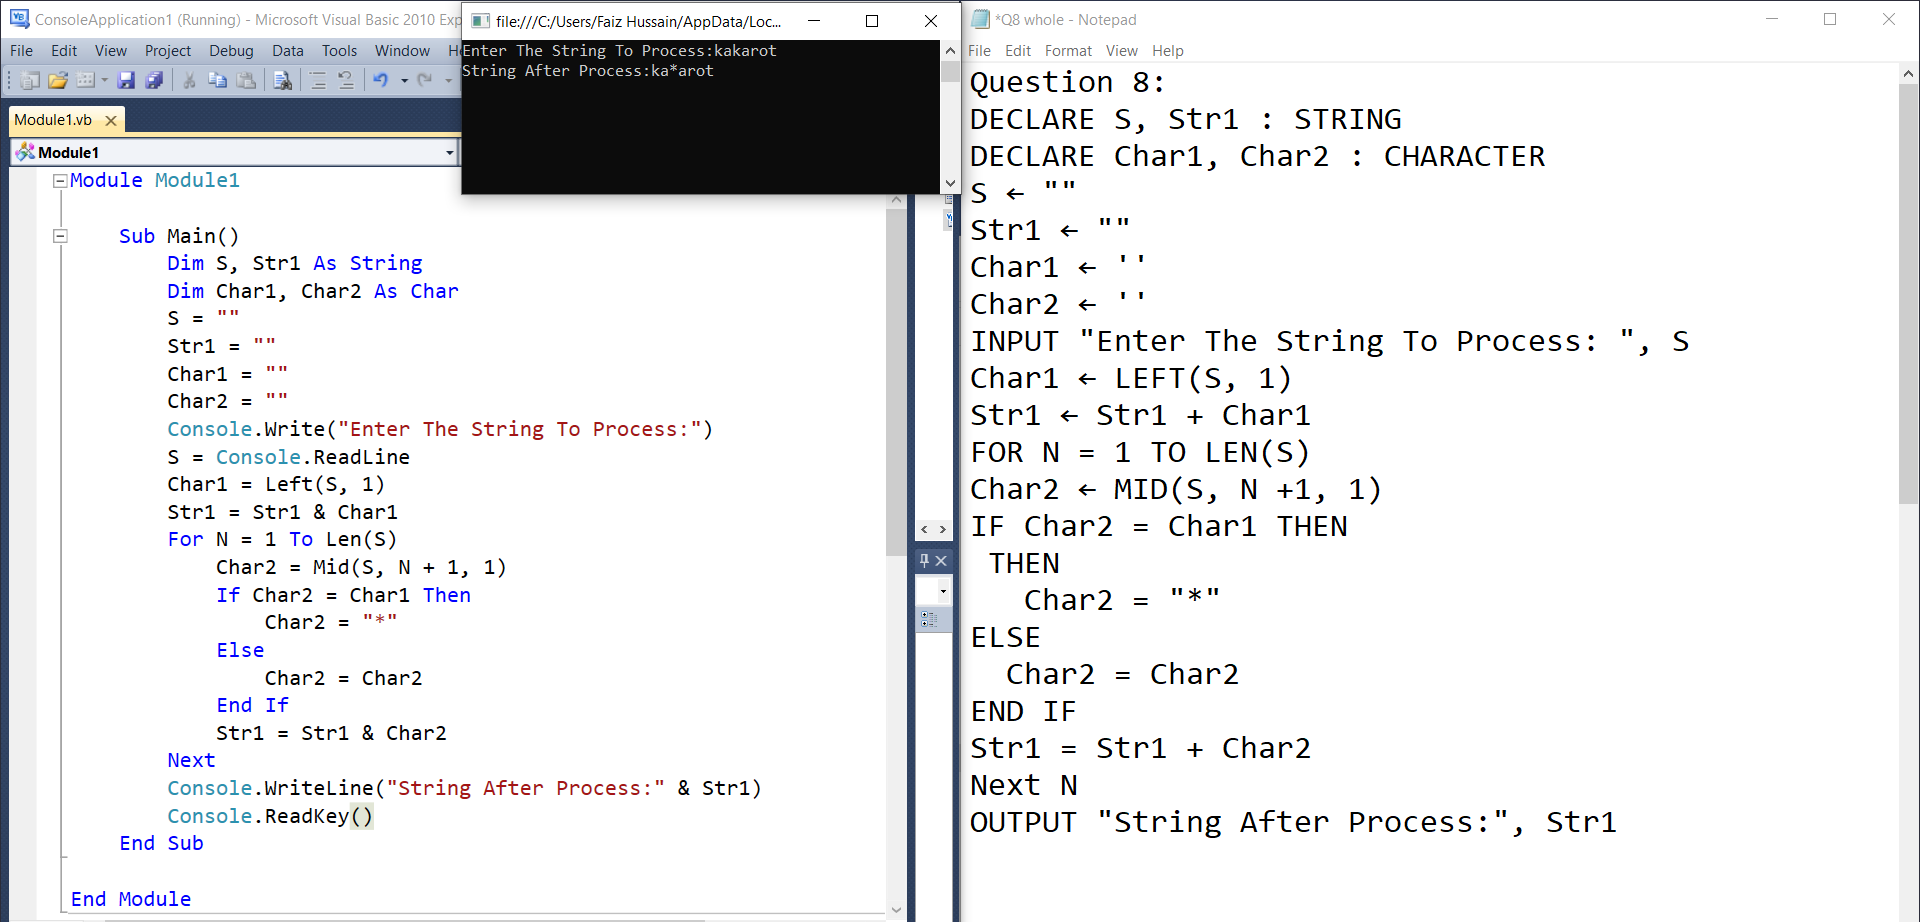 ConsoleApplication1 (Running) - Microsoft Visual Basic 2010 Exp
File Edit View Project Debug Data Tools Window H
Module1.vb
Module1
Module Module1
Sub Main()
Dim S, Str1 As String
Dim Char1, Char2 As Char
S = ""
Str1 = ""
Char1 = ""
Char2 = ""
Console.Write("Enter The String To Process:")
S = Console.ReadLine
Char1 = Left(S, 1)
Str1 = Str1 & Char1
For N = 1 To Len(S)
Char2 = Mid(S, N + 1, 1)
If Char2 = Char1 Then
Char2 = "*"
Else
Char2 = Char2
End If
Str1 = Str1 & Char2
Next
Console.WriteLine("String After Process:" & Str1)
Console.ReadKey()
End Sub
End Module
file:///C:/Users/Faiz Hussain/AppData/Loc...
Enter The String To Process:kakarot
String After Process:ka*arot
*Q8 whole - Notepad
File Edit Format View Help
Question 8:
DECLARE S, Str1 : STRING
DECLARE Char1, Char2 : CHARACTER
S ← ""
Str1 ← ""
Char1 ← ''
Char2 ← ''
INPUT "Enter The String To Process: ", S
Char1 ← LEFT(S, 1)
Str1 ← Str1 + Char1
FOR N = 1 TO LEN(S)
Char2 ← MID(S, N +1, 1)
IF Char2 = Char1 THEN
THEN
Char2 = "*"
ELSE
Char2 = Char2
END IF
Str1 = Str1 + Char2
Next N
OUTPUT "String After Process:", Str1